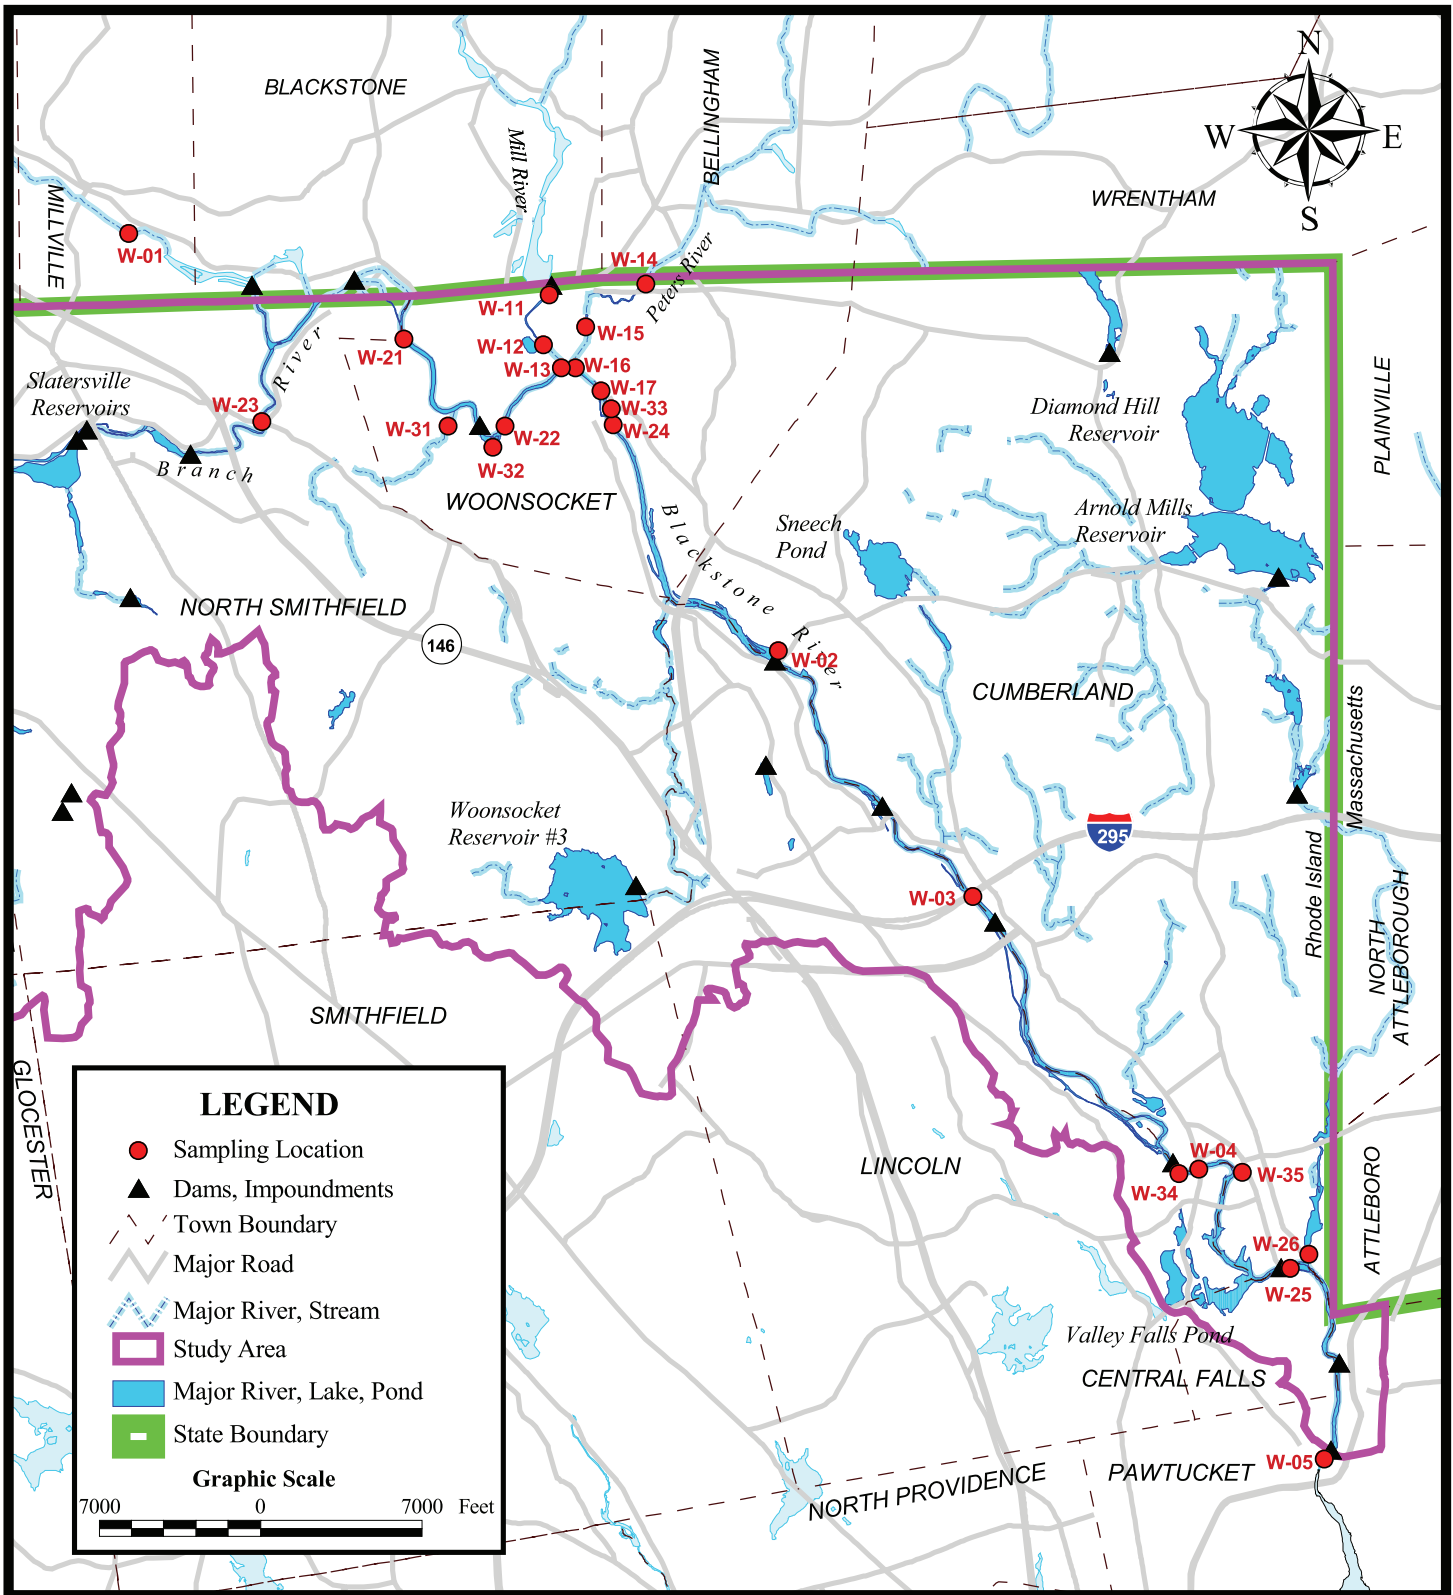 N
W
E
S
BLACKSTONE
BELLINGHAM
Mill River
MILLVILLE
WRENTHAM
W-01
W-14
Peters River
W-11
W-15
W-21
W-12
W-13
W-16
W-17
W-33
W-24
River
Slatersville
Reservoirs
W-23
W-31
W-22
W-32
Branch
WOONSOCKET
Diamond Hill
Reservoir
PLAINVILLE
Arnold Mills
Reservoir
Sneech
Pond
Blackstone River
NORTH SMITHFIELD
146
W-02
CUMBERLAND
Massachusetts
Rhode Island
Woonsocket
Reservoir #3
295
W-03
NORTH
ATTLEBOROUGH
SMITHFIELD
GLOCESTER
LINCOLN
W-04
W-34
W-35
ATTLEBORO
W-26
W-25
Valley Falls Pond
CENTRAL FALLS
W-05
PAWTUCKET
NORTH PROVIDENCE
LEGEND
Sampling Location
Dams, Impoundments
Town Boundary
Major Road
Major River, Stream
Study Area
Major River, Lake, Pond
State Boundary
Graphic Scale
7000 0 7000 Feet